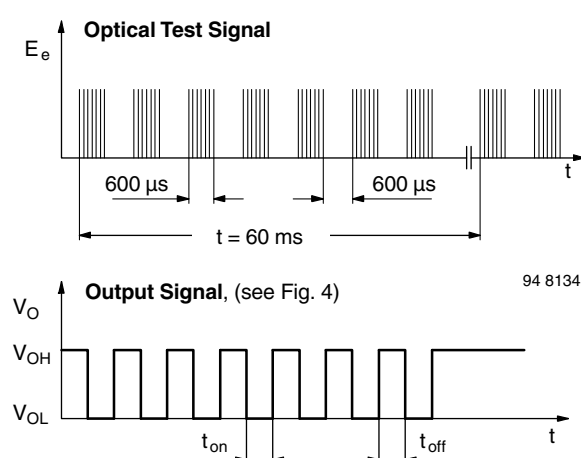 Optical Test Signal
E e
t
600 µs 600 µs
t = 60 ms
94 8134
Output Signal, (see Fig. 4)
V O
V OH
V OL
t
t on t off